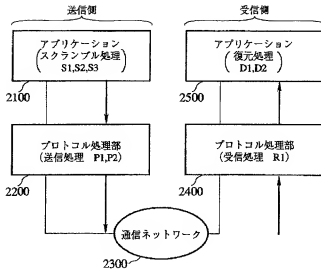 送信側
受信側
アプリケーション
スクランブル処理
S1,S2,S3
2100
アプリケーション
復元処理
D1,D2
2500
プロトコル処理部
(送信処理 P1,P2)
2200
プロトコル処理部
(受信処理 R1)
2400
通信ネットワーク
2300